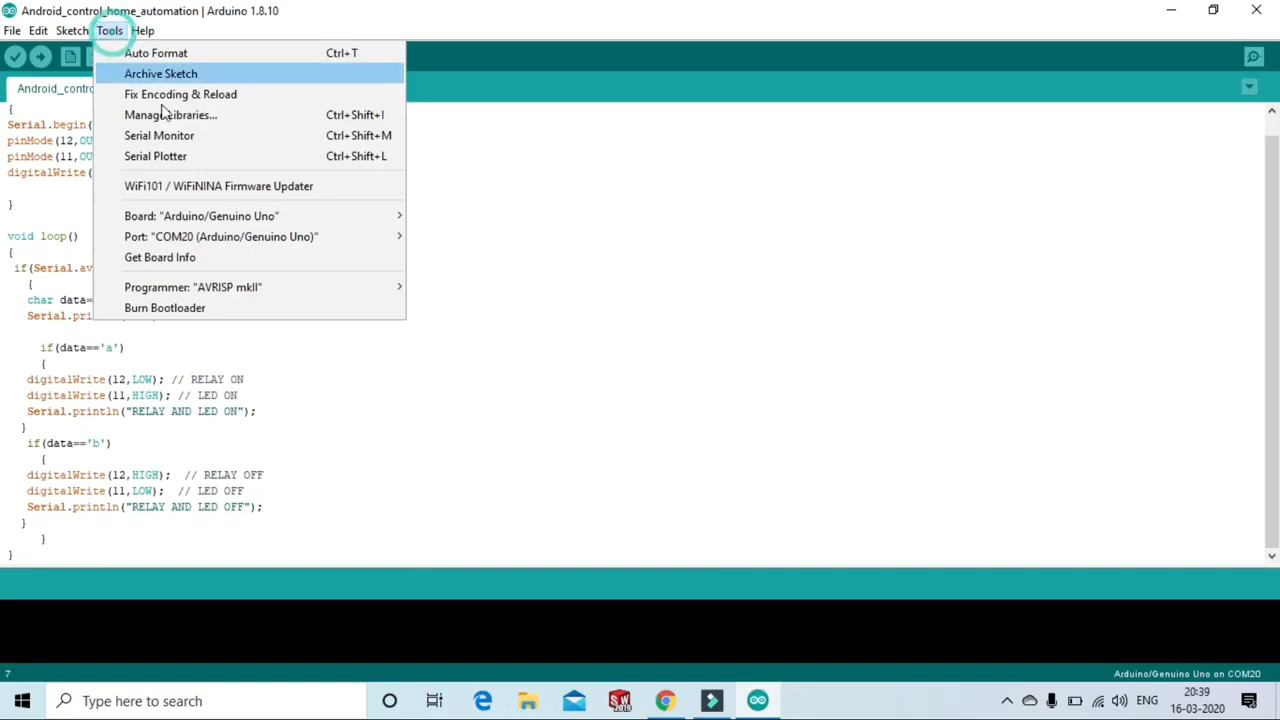 Android_control_home_automation | Arduino 1.8.10
File Edit Sketch Tools Help
Auto Format Ctrl+T
Archive Sketch
Fix Encoding & Reload
Manage Libraries... Ctrl+Shift+I
Serial Monitor Ctrl+Shift+M
Serial Plotter Ctrl+Shift+L
WiFi101 / WiFiNINA Firmware Updater
Board: "Arduino/Genuino Uno"
Port: "COM20 (Arduino/Genuino Uno)"
Get Board Info
Programmer: "AVRISP mkII"
Burn Bootloader
Android_contro
{
Serial.begin(
pinMode(12,OU
pinMode(11,OU
digitalWrite(
}
void loop()
{
if(Serial.av
{
char data=
Serial.pri
if(data=='a')
{
digitalWrite(12,LOW); // RELAY ON
digitalWrite(11,HIGH); // LED ON
Serial.println("RELAY AND LED ON");
}
if(data=='b')
{
digitalWrite(12,HIGH); // RELAY OFF
digitalWrite(11,LOW); // LED OFF
Serial.println("RELAY AND LED OFF");
}
}
}
7 Arduino/Genuino Uno on COM20
Type here to search
SW
2019
ENG
20:39
16-03-2020